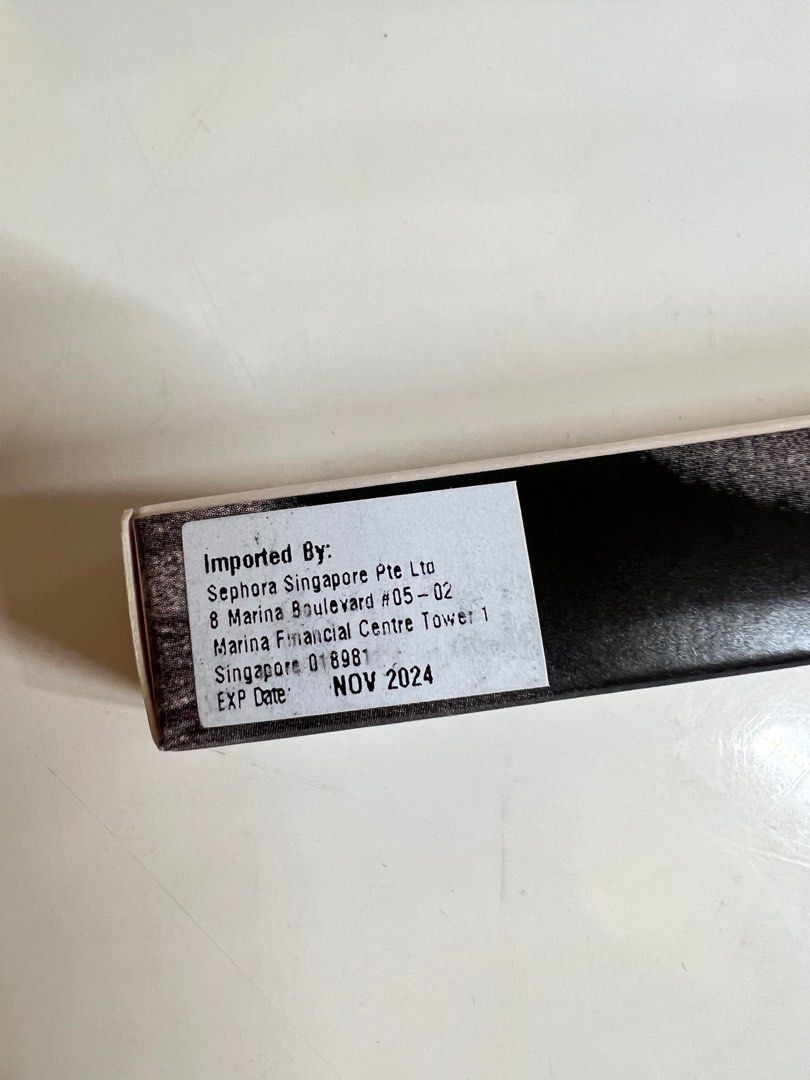 Imported By:
Sephora Singapore Pte Ltd
8 Marina Boulevard #05-02
Marina Financial Centre Tower 1
Singapore 018981
EXP Date: NOV 2024